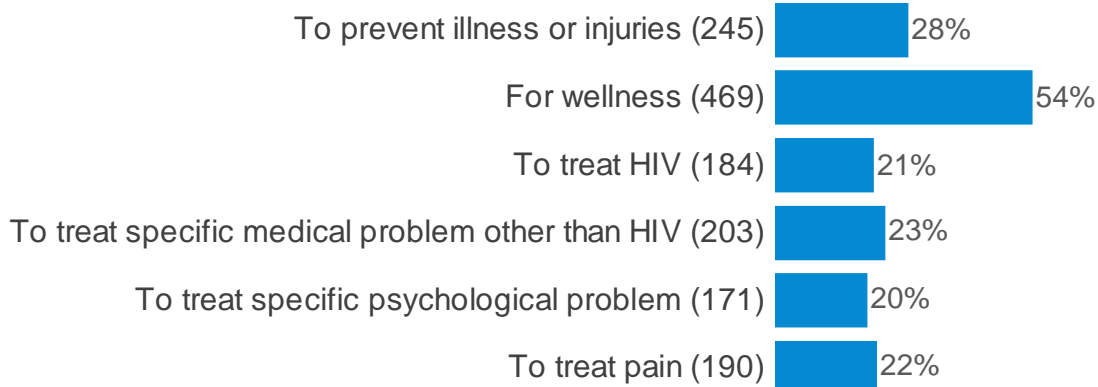 To prevent illness or injuries (245) 28%
For wellness (469) 54%
To treat HIV (184) 21%
To treat specific medical problem other than HIV (203) 23%
To treat specific psychological problem (171) 20%
To treat pain (190) 22%